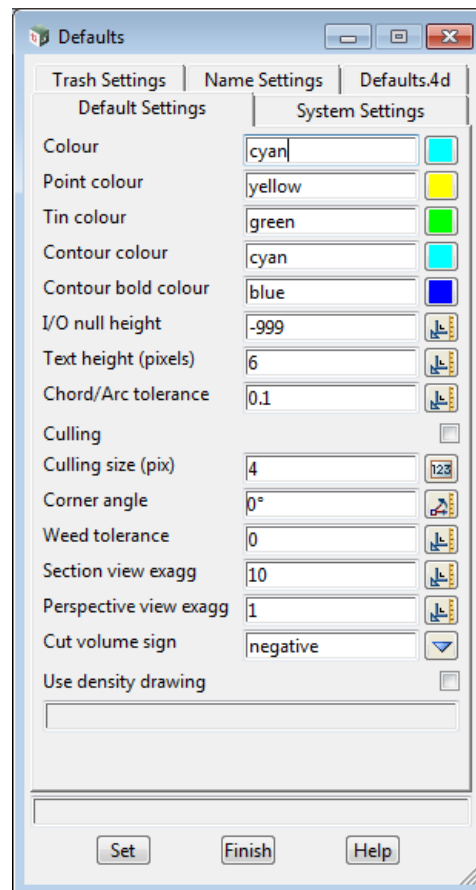 Defaults
Trash Settings Name Settings Defaults.4d
Default Settings System Settings
Colour cyan
Point colour yellow
Tin colour green
Contour colour cyan
Contour bold colour blue
I/O null height -999
Text height (pixels) 6
Chord/Arc tolerance 0.1
Culling
Culling size (pix) 4 123
Corner angle 0°
Weed tolerance 0
Section view exagg 10
Perspective view exagg 1
Cut volume sign negative
Use density drawing
Set Finish Help